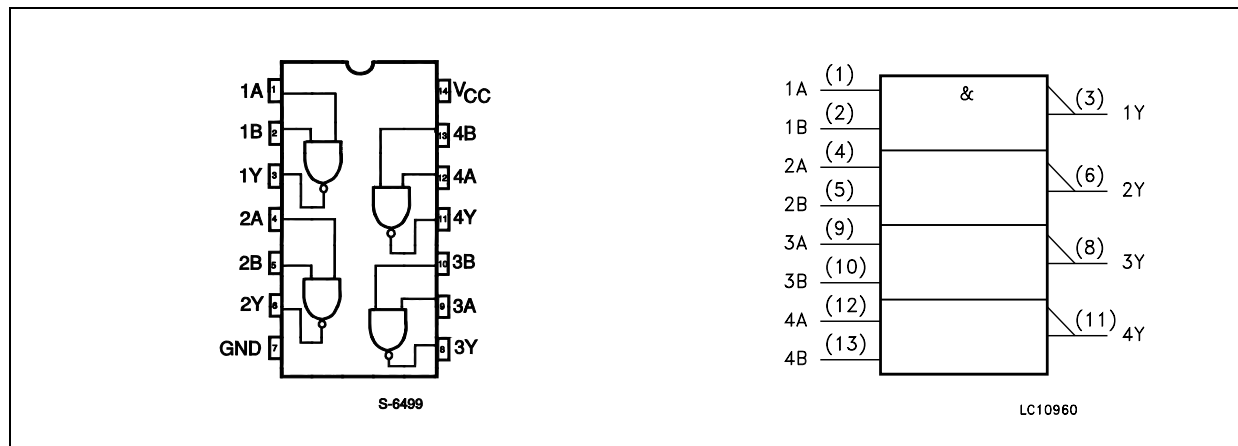 1A 1 14 VCC
1B 2 13 4B
1Y 3 12 4A
2A 4 11 4Y
2B 5 10 3B
2Y 6 9 3A
GND 7 8 3Y
S-6499
&
1A (1)
1B (2)
2A (4)
2B (5)
3A (9)
3B (10)
4A (12)
4B (13)
(3) 1Y
(6) 2Y
(8) 3Y
(11) 4Y
LC10960